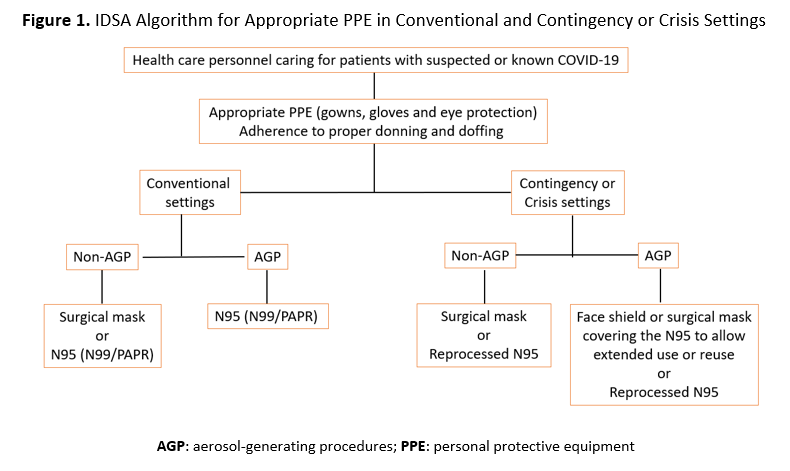 Figure 1. IDSA Algorithm for Appropriate PPE in Conventional and Contingency or Crisis Settings
Health care personnel caring for patients with suspected or known COVID-19
Appropriate PPE (gowns, gloves and eye protection)
Adherence to proper donning and doffing
Conventional
settings
Contingency or
Crisis settings
Non-AGP
AGP
Non-AGP
AGP
Surgical mask
or
N95 (N99/PAPR)
N95 (N99/PAPR)
Surgical mask
or
Reprocessed N95
Face shield or surgical mask
covering the N95 to allow
extended use or reuse
or
Reprocessed N95
AGP: aerosol-generating procedures; PPE: personal protective equipment